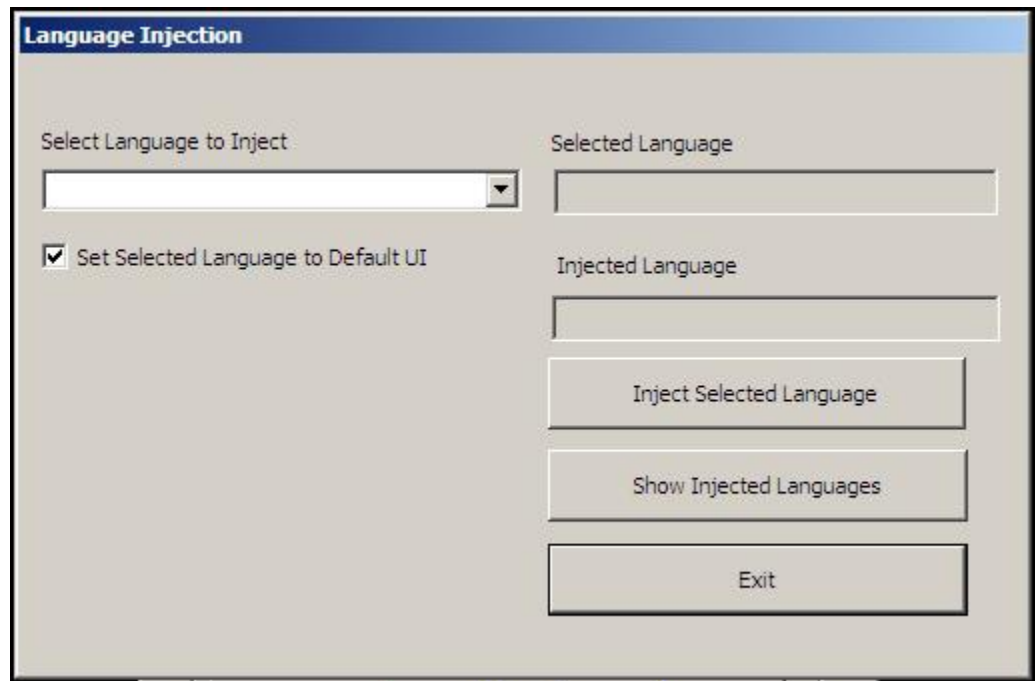 Language Injection
Select Language to Inject
Selected Language
Set Selected Language to Default UI
Injected Language
Inject Selected Language
Show Injected Languages
Exit